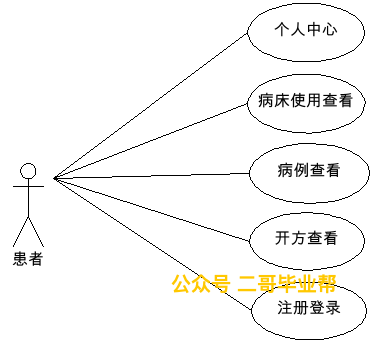 个人中心
病床使用查看
病例查看
开方查看
患者
公众号 二哥毕业帮
注册登录